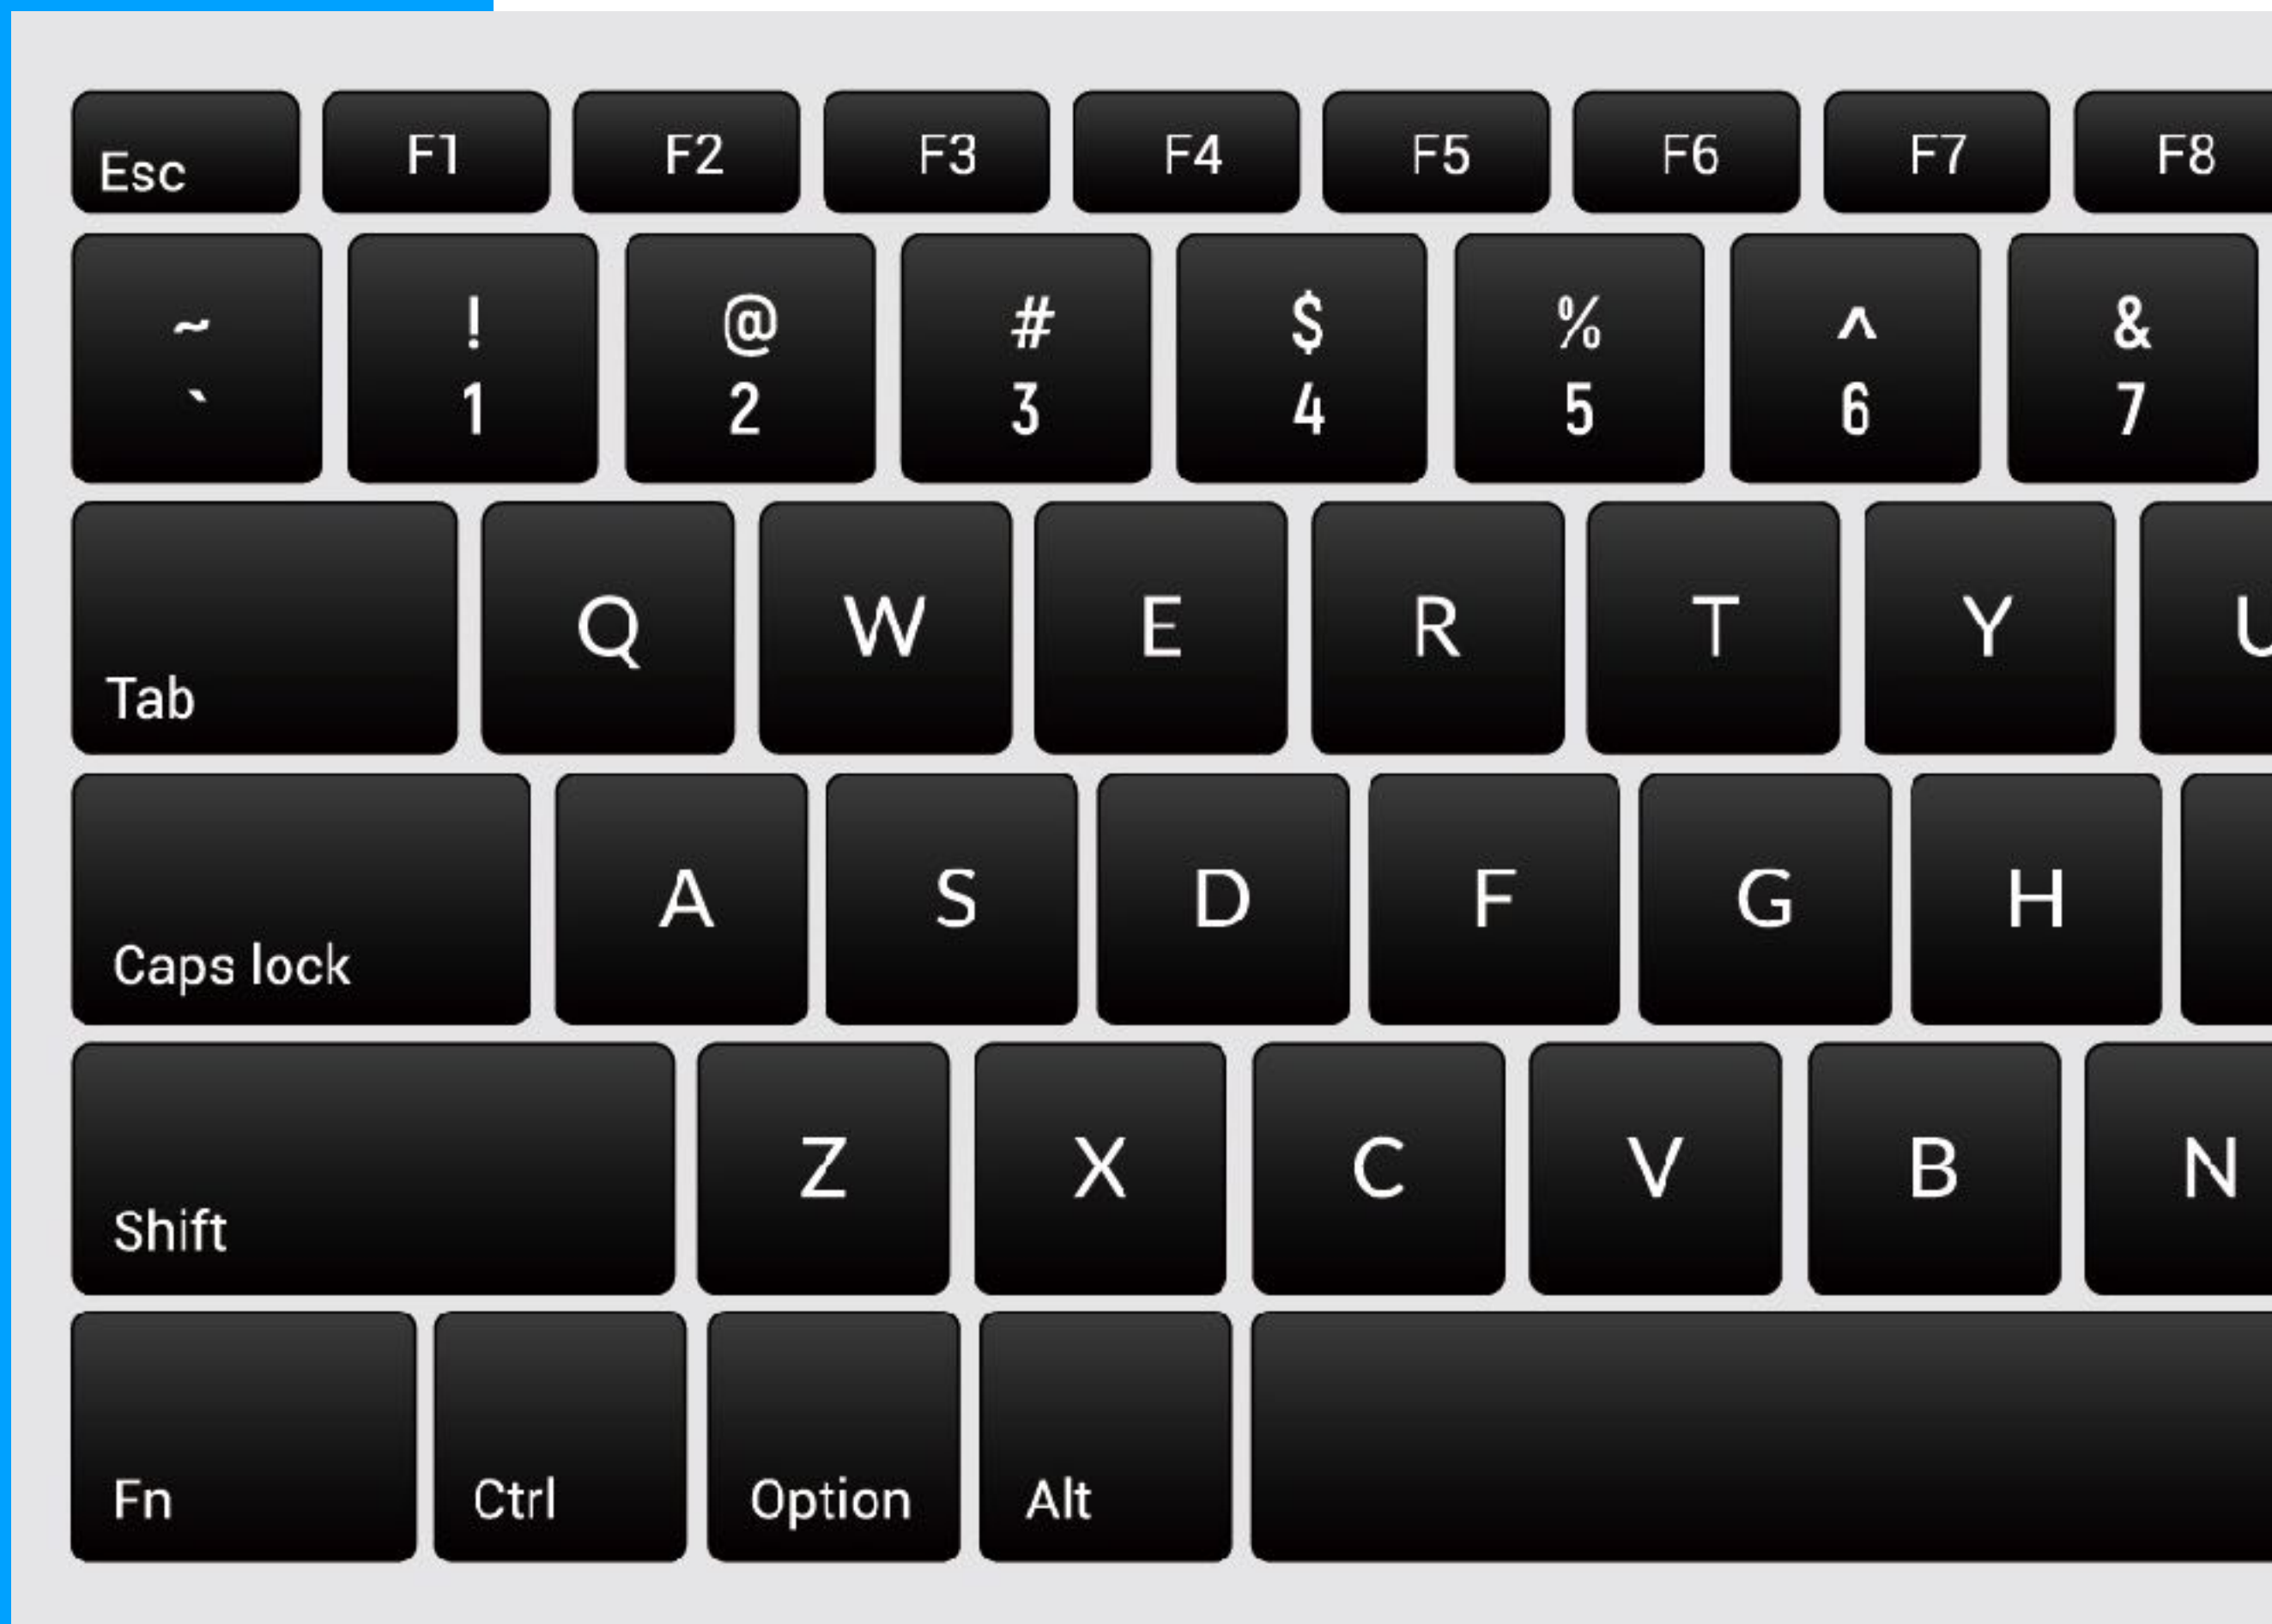 Esc F1 F2 F3 F4 F5 F6 F7 F8
~ ! @ # $ % ^ &
` 1 2 3 4 5 6 7
Tab Q W E R T Y U
Caps lock A S D F G H
Shift Z X C V B N
Fn Ctrl Option Alt